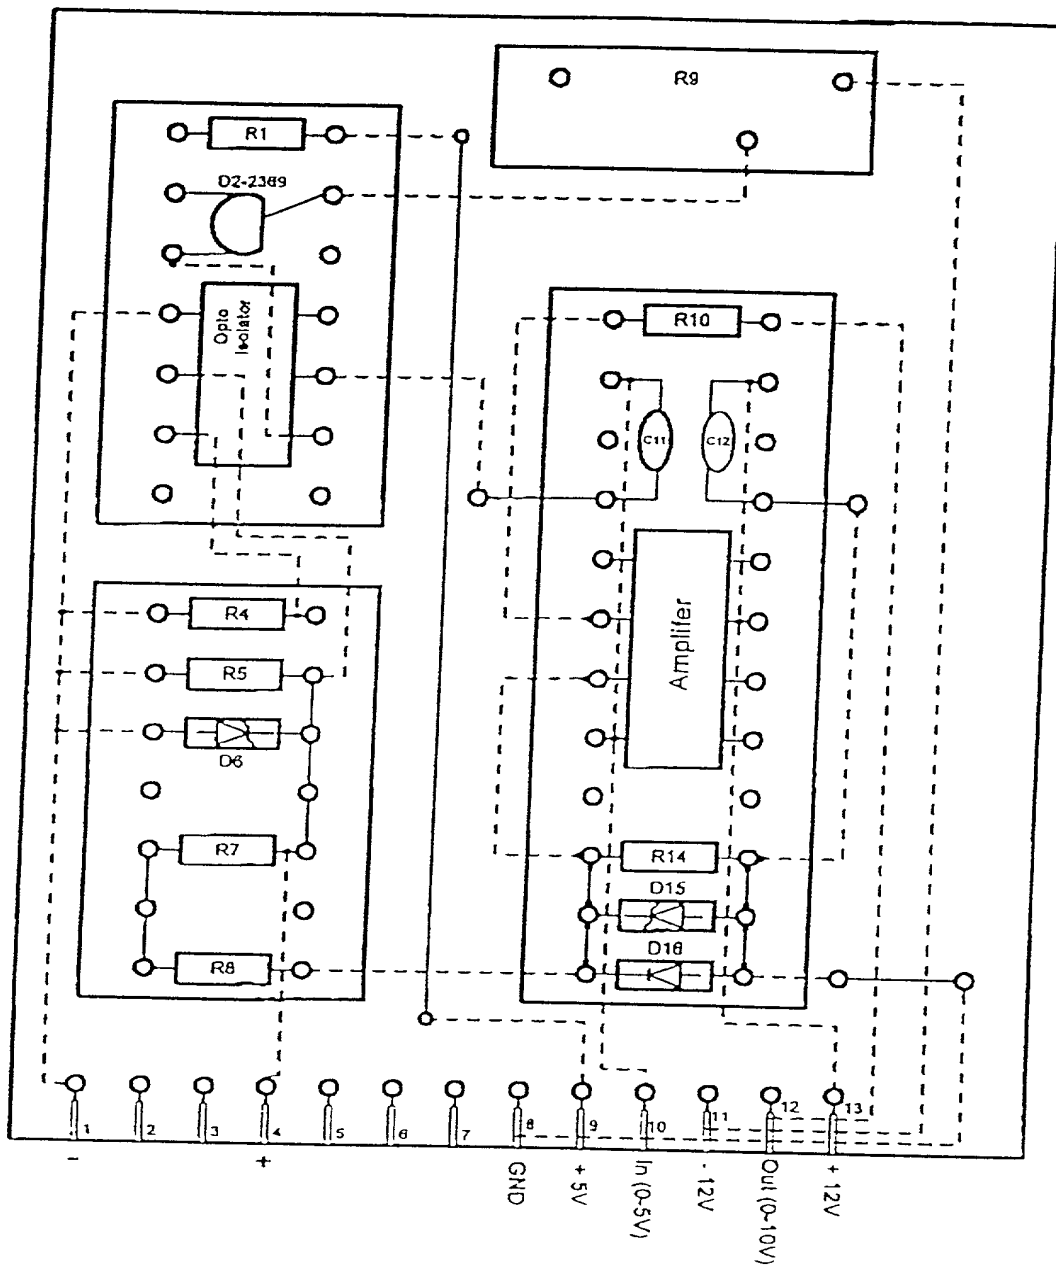 R9
R1
D2-2369
Opto
Isolator
R10
C11
C12
Amplifer
R4
R5
D6
R7
R14
D15
R8
D16
1
2
3
4
5
6
7
8
9
10
11
12
13
-
+
GND
+ 5V
In (0-5V)
- 12V
Out (0-10V)
+ 12V